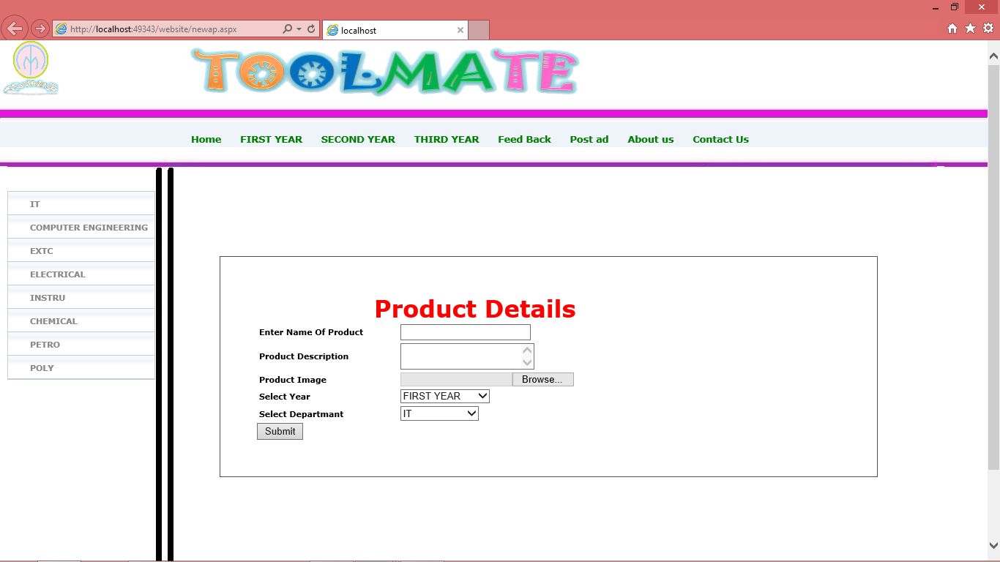 http://localhost:49343/website/newap.aspx
localhost
TOOLMATE
Home FIRST YEAR SECOND YEAR THIRD YEAR Feed Back Post ad About us Contact Us
IT
COMPUTER ENGINEERING
EXTC
ELECTRICAL
INSTRU
CHEMICAL
PETRO
POLY
Product Details
Enter Name Of Product
Product Description
Product Image Browse...
Select Year FIRST YEAR
Select Departmant IT
Submit